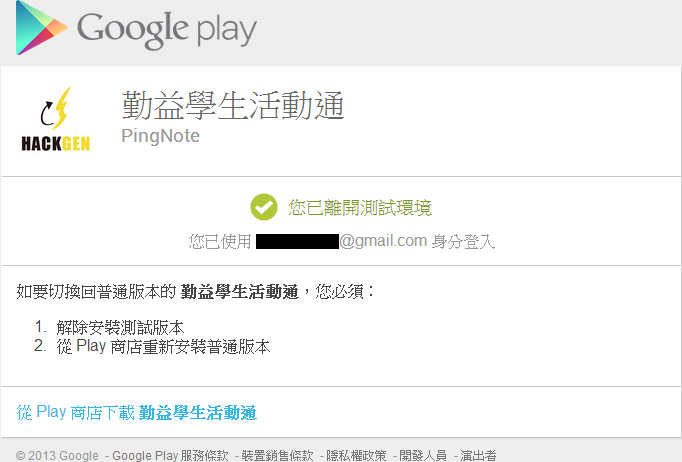 Google play
勤益學生活動通
PingNote
HACKGEN
您已離開測試環境
您已使用 @gmail.com 身分登入
如要切換回普通版本的 勤益學生活動通，您必須：
1. 解除安裝測試版本
2. 從 Play 商店重新安裝普通版本
從 Play 商店下載 勤益學生活動通
© 2013 Google - Google Play 服務條款 - 裝置銷售條款 - 隱私權政策 - 開發人員 - 演出者